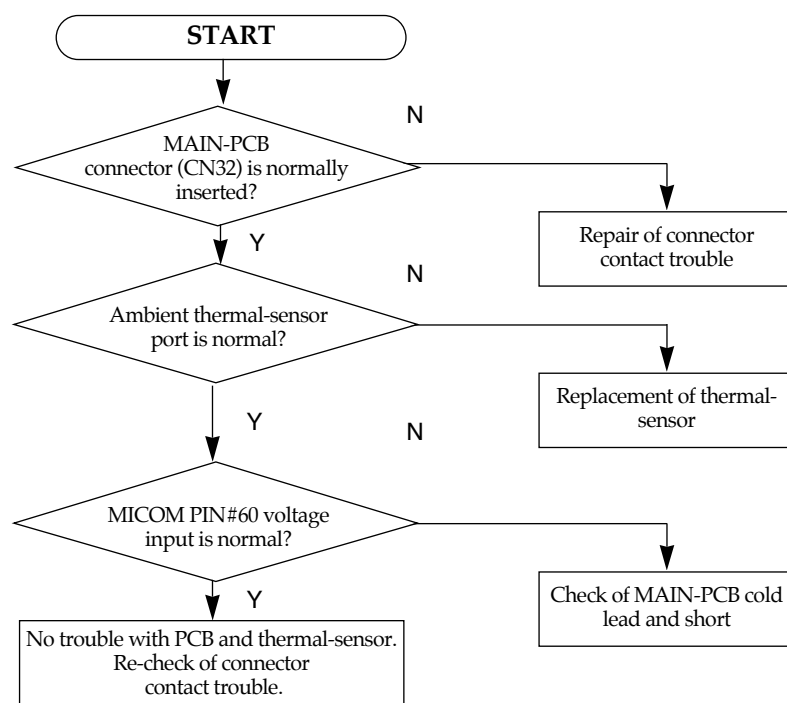 START
N
MAIN-PCB
connector (CN32) is normally
inserted?
Y
Repair of connector
contact trouble
N
Ambient thermal-sensor
port is normal?
Replacement of thermal-
sensor
Y
N
MICOM PIN#60 voltage
input is normal?
Y
Check of MAIN-PCB cold
lead and short
No trouble with PCB and thermal-sensor.
Re-check of connector
contact trouble.